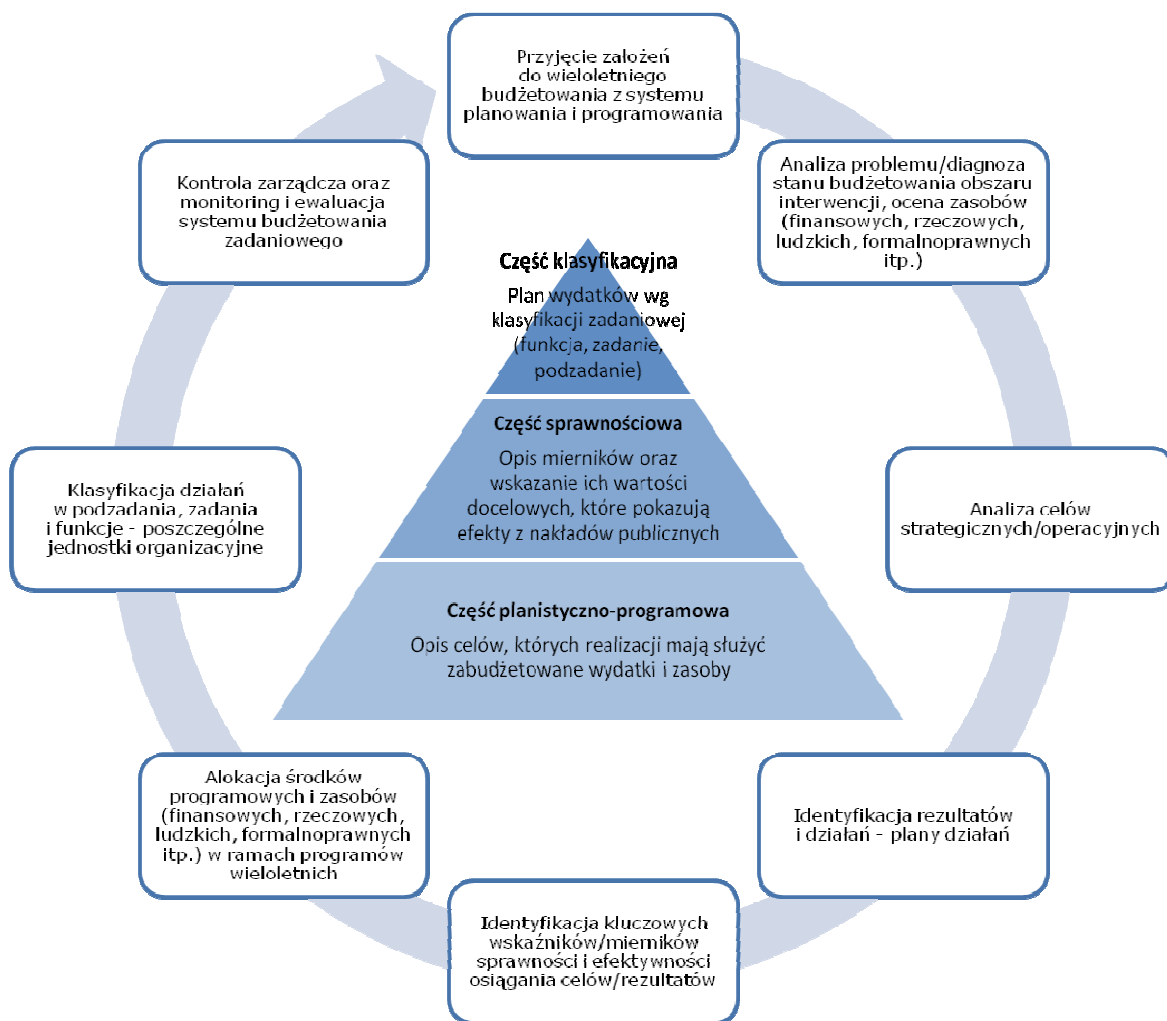 Przyjęcie założeń
do wieloletniego
budżetowania z systemu
planowania i programowania
Analiza problemu/diagnoza
stanu budżetowania obszaru
interwencji, ocena zasobów
(finansowych, rzeczowych,
ludzkich, formalnoprawnych
itp.)
Analiza celów
strategicznych/operacyjnych
Identyfikacja rezultatów
i działań - plany działań
Identyfikacja kluczowych
wskaźników/mierników
sprawności i efektywności
osiągania celów/rezultatów
Alokacja środków
programowych i zasobów
(finansowych, rzeczowych,
ludzkich, formalnoprawnych
itp.) w ramach programów
wieloletnich
Klasyfikacja działań
w podzadania, zadania
i funkcje - poszczególne
jednostki organizacyjne
Kontrola zarządcza oraz
monitoring i ewaluacja
systemu budżetowania
zadaniowego
Część klasyfikacyjna
Plan wydatków wg
klasyfikacji zadaniowej
(funkcja, zadanie,
podzadanie)
Część sprawnościowa
Opis mierników oraz
wskazanie ich wartości
docelowych, które pokazują
efekty z nakładów publicznych
Część planistyczno-programowa
Opis celów, których realizacji mają służyć
zabudżetowane wydatki i zasoby